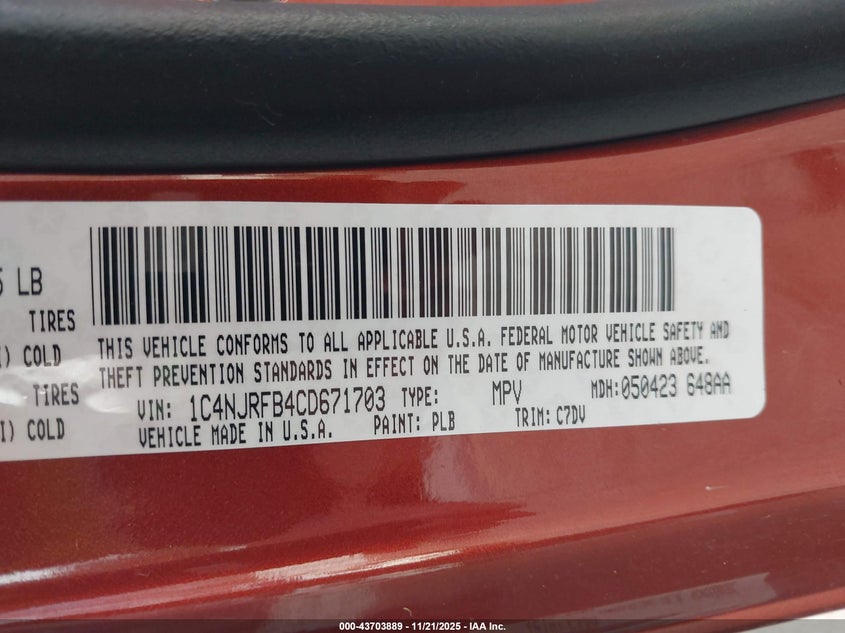 5 LB
TIRES
I) COLD
TIRES
I) COLD
THIS VEHICLE CONFORMS TO ALL APPLICABLE U.S.A. FEDERAL MOTOR VEHICLE SAFETY AND
THEFT PREVENTION STANDARDS IN EFFECT ON THE DATE OF MANUFACTURE SHOWN ABOVE.
VIN: 1C4NJRFB4CD671703 TYPE: MPV MDH: 050423 648AA
VEHICLE MADE IN U.S.A. PAINT: PLB TRIM: C7DV
000-43703889 - 11/21/2025 - IAA Inc.